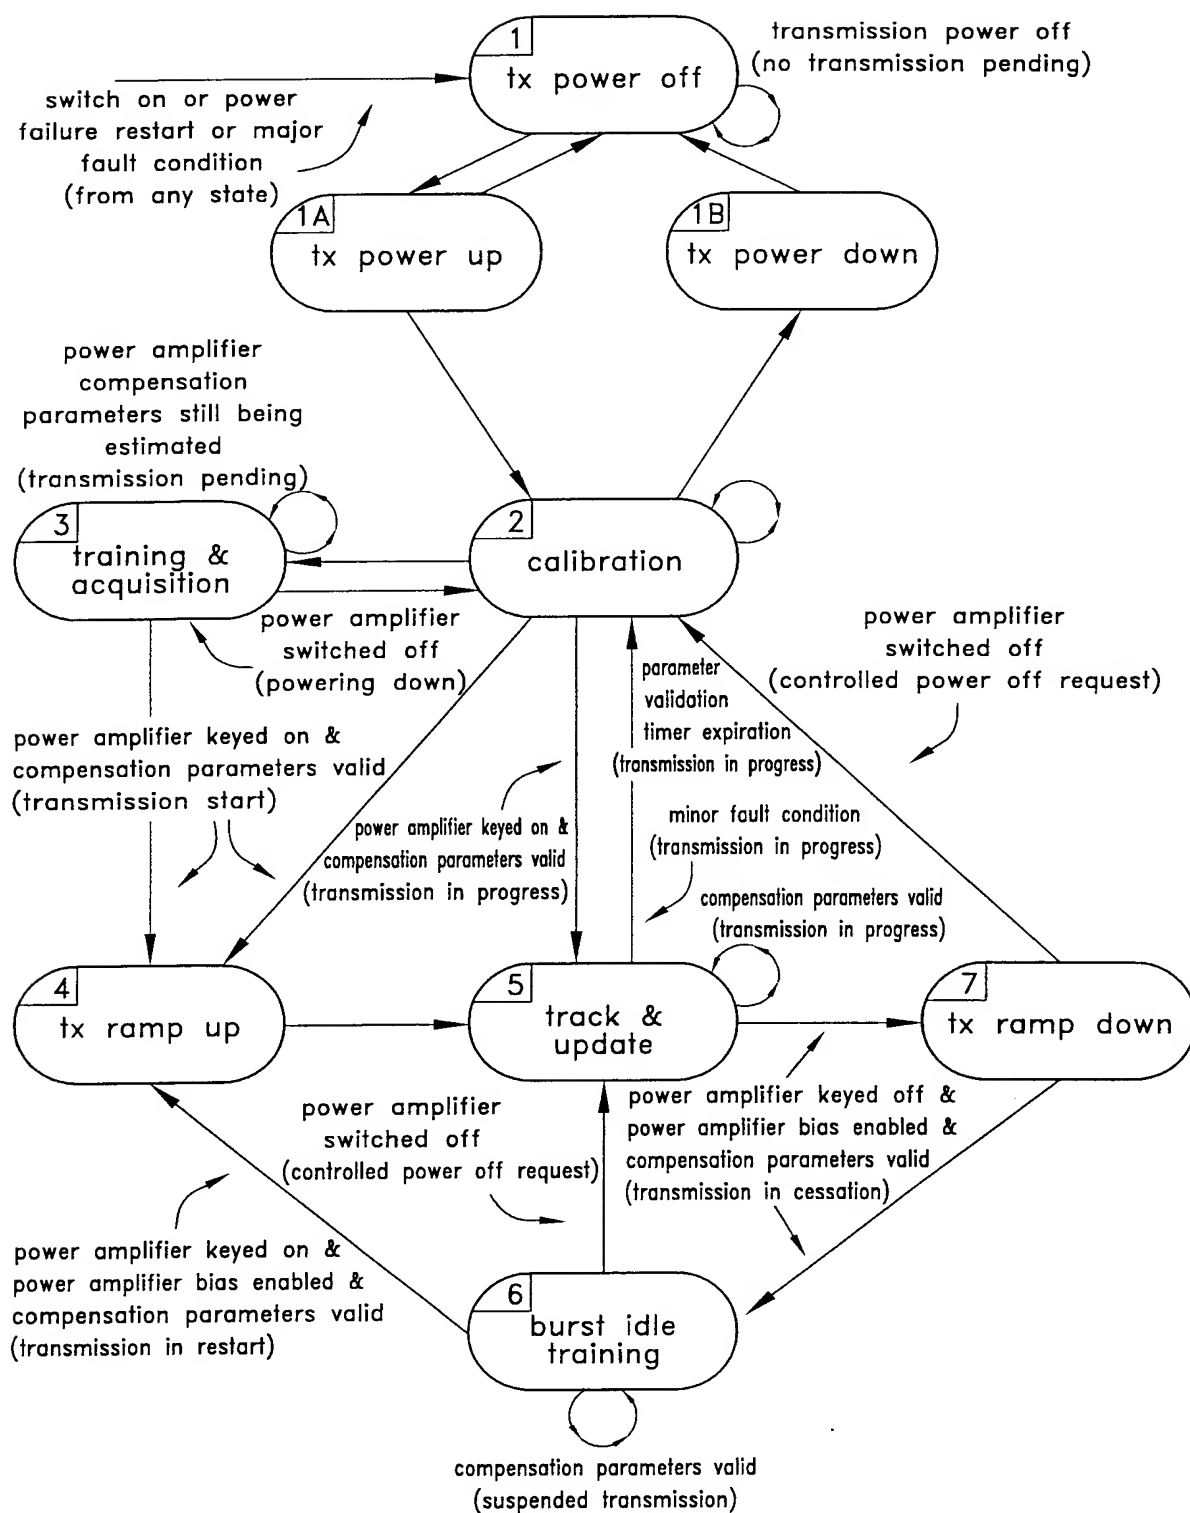 1
tx power off
transmission power off
(no transmission pending)
switch on or power
failure restart or major
fault condition
(from any state)
1A
tx power up
1B
tx power down
power amplifier
compensation
parameters still being
estimated
(transmission pending)
3
training &
acquisition
2
calibration
power amplifier
switched off
(powering down)
power amplifier
switched off
(controlled power off request)
parameter
validation
timer expiration
(transmission in progress)
power amplifier keyed on &
compensation parameters valid
(transmission start)
power amplifier keyed on &
compensation parameters valid
(transmission in progress)
minor fault condition
(transmission in progress)
compensation parameters valid
(transmission in progress)
4
tx ramp up
5
track &
update
7
tx ramp down
power amplifier
switched off
(controlled power off request)
power amplifier keyed off &
power amplifier bias enabled &
compensation parameters valid
(transmission in cessation)
power amplifier keyed on &
power amplifier bias enabled &
compensation parameters valid
(transmission in restart)
6
burst idle
training
compensation parameters valid
(suspended transmission)